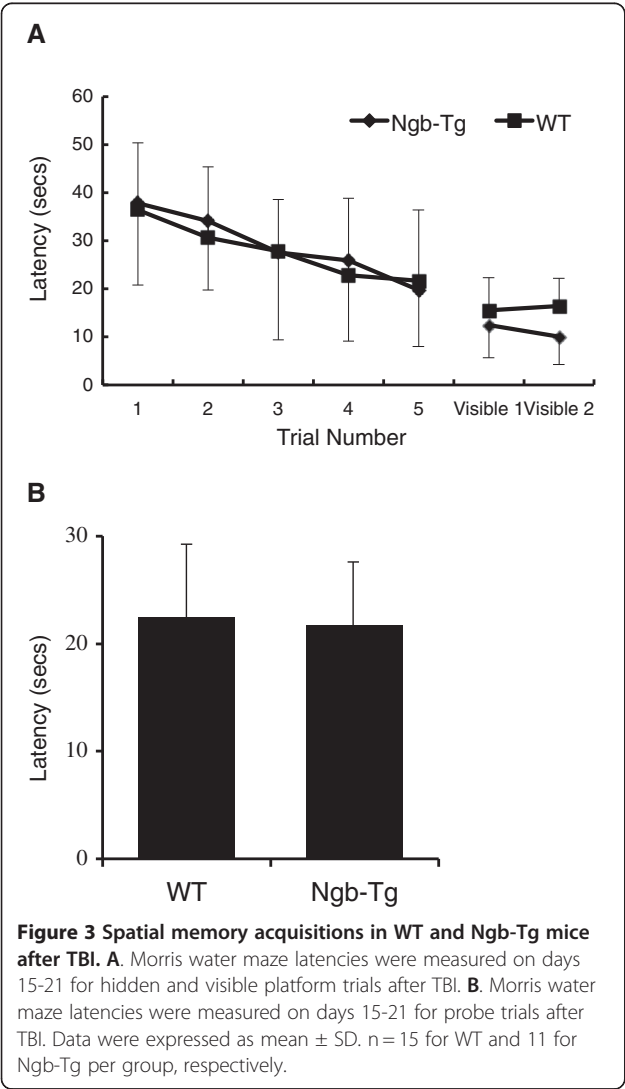 A
60
50
40
30
20
10
0
Latency (secs)
Ngb-Tg WT
1 2 3 4 5 Visible 1 Visible 2
Trial Number
B
30
20
10
0
Latency (secs)
WT Ngb-Tg
Figure 3 Spatial memory acquisitions in WT and Ngb-Tg mice
after TBI. A. Morris water maze latencies were measured on days
15-21 for hidden and visible platform trials after TBI. B. Morris water
maze latencies were measured on days 15-21 for probe trials after
TBI. Data were expressed as mean ± SD. n = 15 for WT and 11 for
Ngb-Tg per group, respectively.